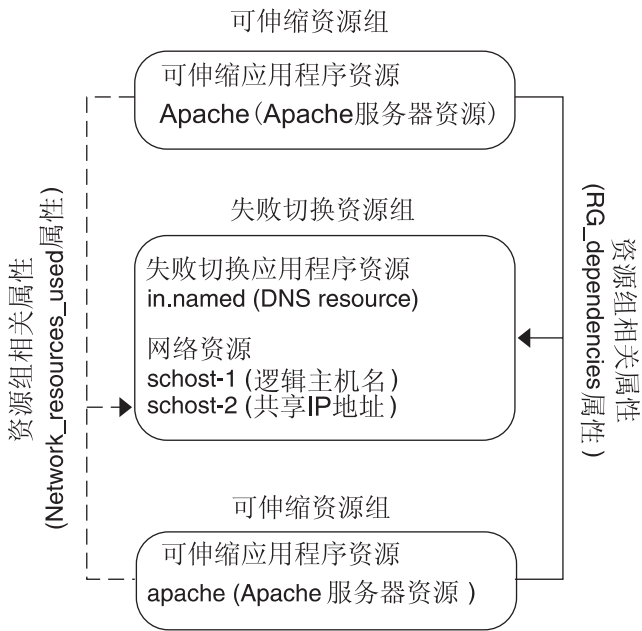 可伸缩资源组
可伸缩应用程序资源
Apache (Apache服务器资源)
失败切换资源组
失败切换应用程序资源
in.named (DNS resource)
网络资源
schost-1 (逻辑主机名)
schost-2 (共享IP地址)
可伸缩资源组
可伸缩应用程序资源
apache (Apache 服务器资源 )
资源组相关属性
(Network_resources_used属性)
资源组相关属性
(RG_dependencies属性)